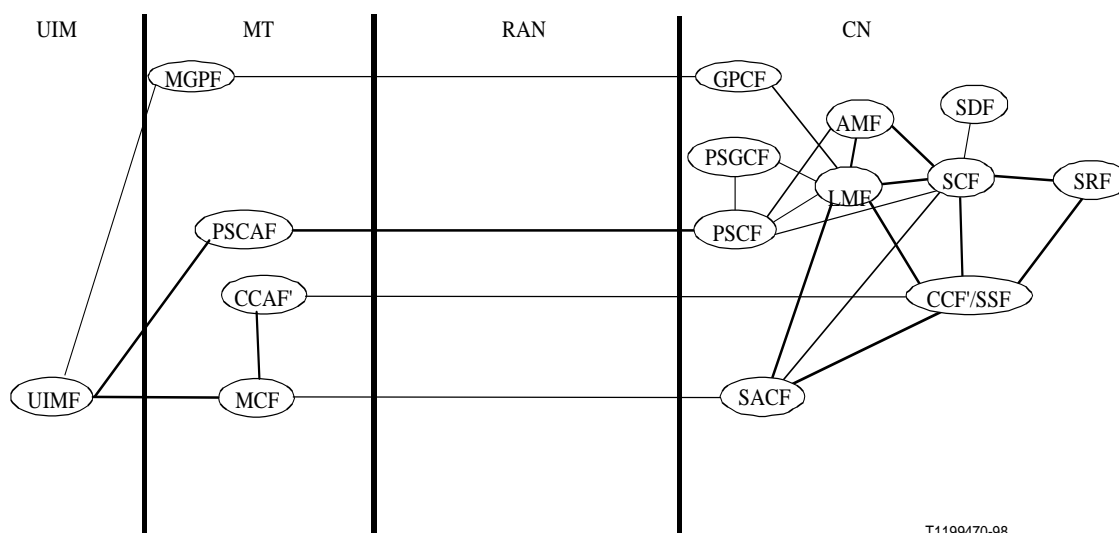 UIM MT RAN CN
MGPF GPCF
SDF
AMF
PSGCF
SCF SRF
LMF
PSCAF PSCF
CCAF' CCF'/SSF
UIMF MCF SACF
T1199470-98